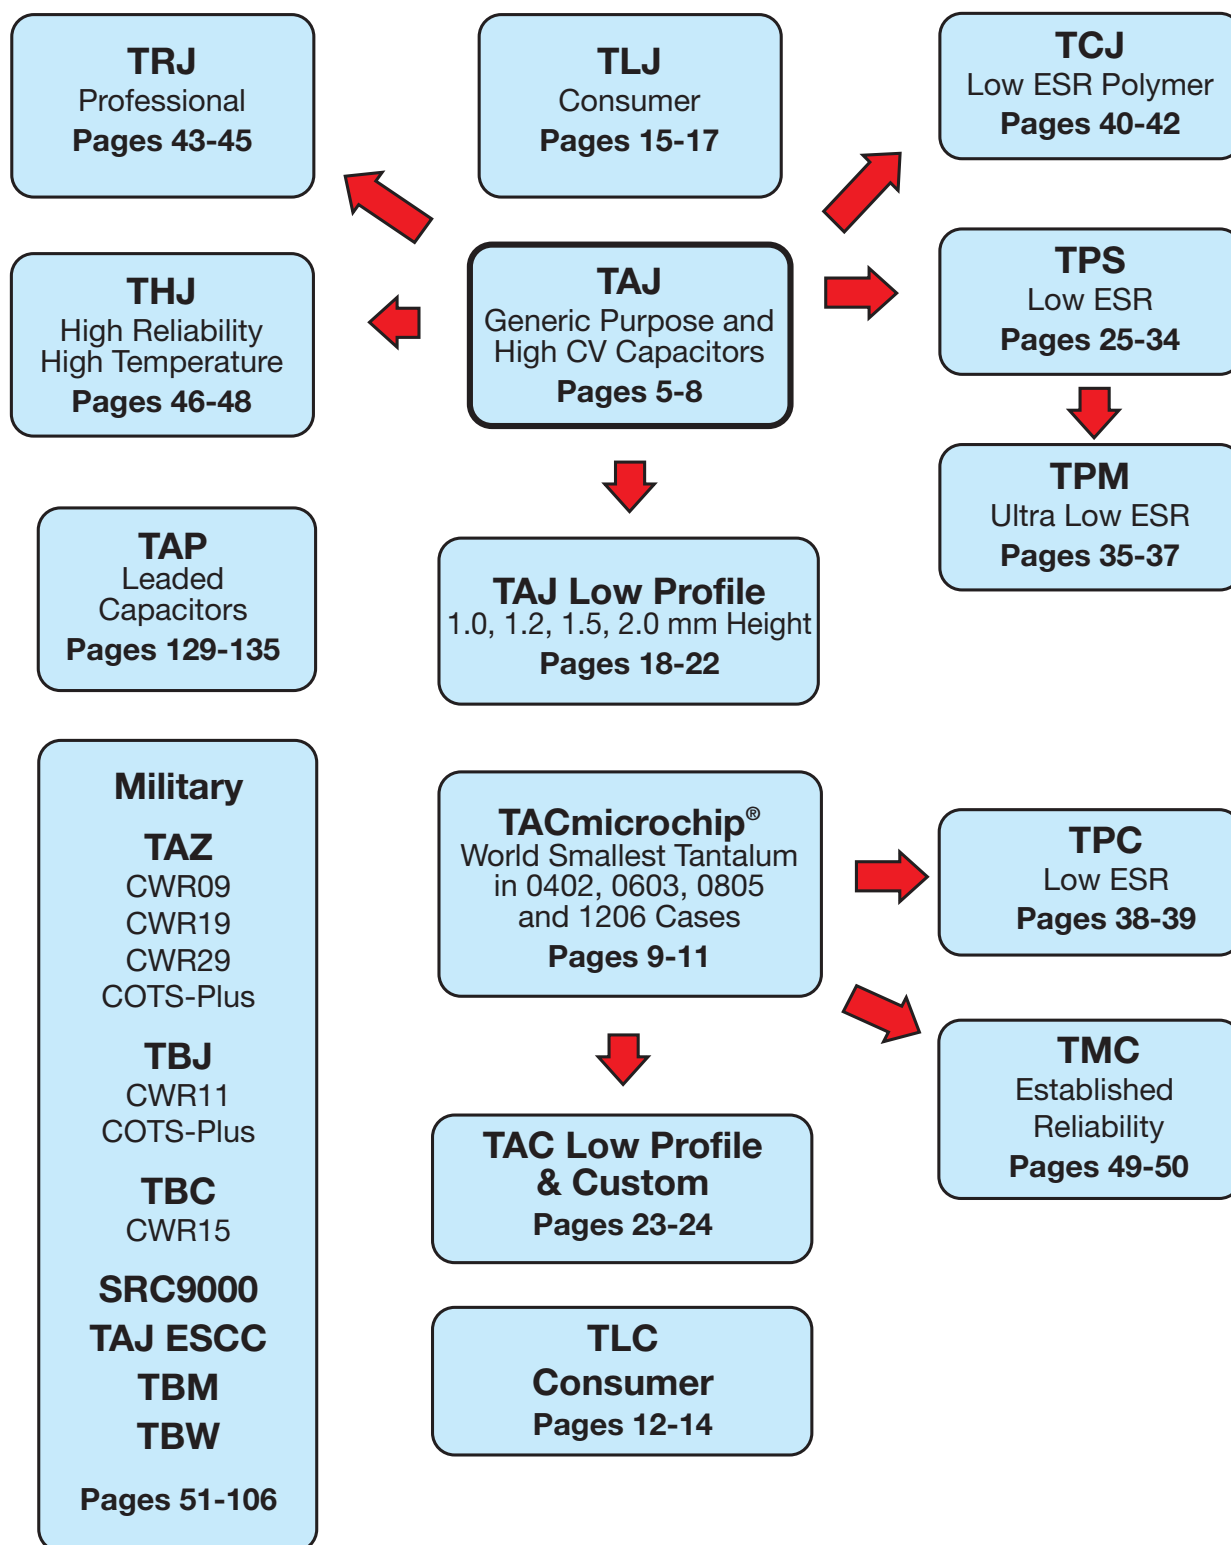 TRJ
Professional
Pages 43-45
TLJ
Consumer
Pages 15-17
TCJ
Low ESR Polymer
Pages 40-42
THJ
High Reliability
High Temperature
Pages 46-48
TAJ
Generic Purpose and
High CV Capacitors
Pages 5-8
TPS
Low ESR
Pages 25-34
TPM
Ultra Low ESR
Pages 35-37
TAP
Leaded
Capacitors
Pages 129-135
TAJ Low Profile
1.0, 1.2, 1.5, 2.0 mm Height
Pages 18-22
Military
TAZ
CWR09
CWR19
CWR29
COTS-Plus
TBJ
CWR11
COTS-Plus
TBC
CWR15
SRC9000
TAJ ESCC
TBM
TBW
Pages 51-106
TACmicrochip®
World Smallest Tantalum
in 0402, 0603, 0805
and 1206 Cases
Pages 9-11
TPC
Low ESR
Pages 38-39
TMC
Established
Reliability
Pages 49-50
TAC Low Profile
& Custom
Pages 23-24
TLC
Consumer
Pages 12-14